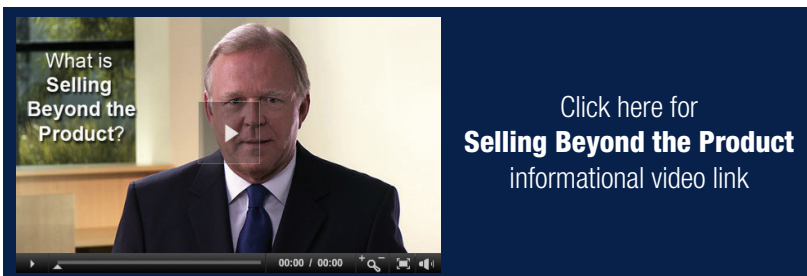 What is
Selling
Beyond the
Product?
00:00 / 00:00
Click here for
Selling Beyond the Product
informational video link